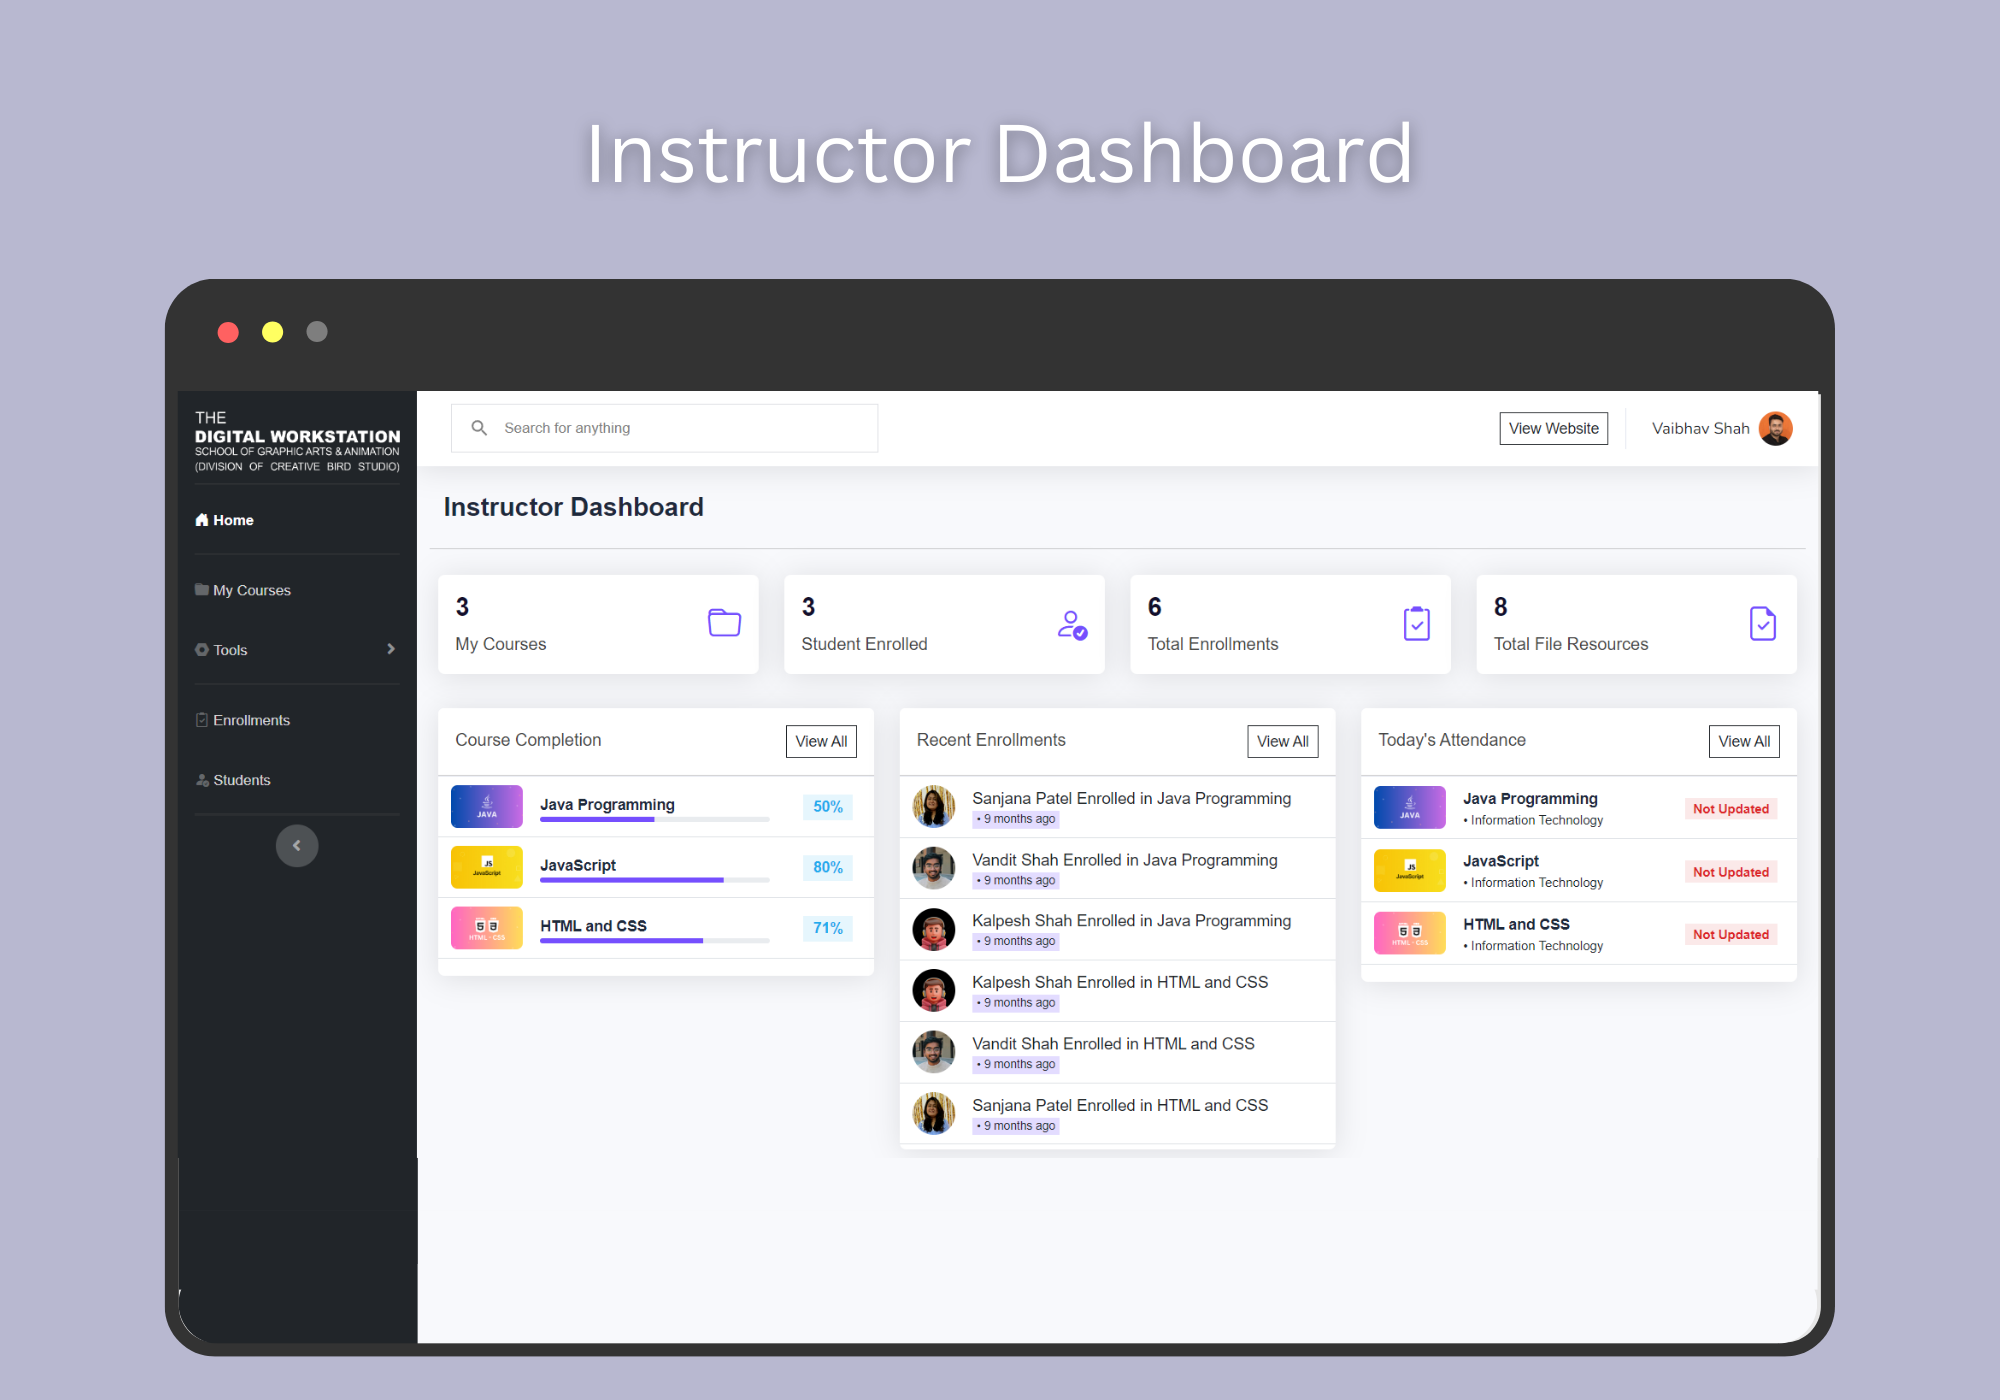 Instructor Dashboard
THE
DIGITAL WORKSTATION
SCHOOL OF GRAPHIC ARTS & ANIMATION
(DIVISION OF CREATIVE BIRD STUDIO)
Home
My Courses
Tools
Enrollments
Students
Search for anything
View Website
Vaibhav Shah
Instructor Dashboard
3
My Courses
3
Student Enrolled
6
Total Enrollments
8
Total File Resources
Course Completion
View All
JAVA
Java Programming
50%
JS
JavaScript
JavaScript
80%
HTML - CSS
HTML and CSS
71%
Recent Enrollments
View All
Sanjana Patel Enrolled in Java Programming
• 9 months ago
Vandit Shah Enrolled in Java Programming
• 9 months ago
Kalpesh Shah Enrolled in Java Programming
• 9 months ago
Kalpesh Shah Enrolled in HTML and CSS
• 9 months ago
Vandit Shah Enrolled in HTML and CSS
• 9 months ago
Sanjana Patel Enrolled in HTML and CSS
• 9 months ago
Today's Attendance
View All
JAVA
Java Programming
• Information Technology
Not Updated
JS
JavaScript
JavaScript
• Information Technology
Not Updated
HTML - CSS
HTML and CSS
• Information Technology
Not Updated